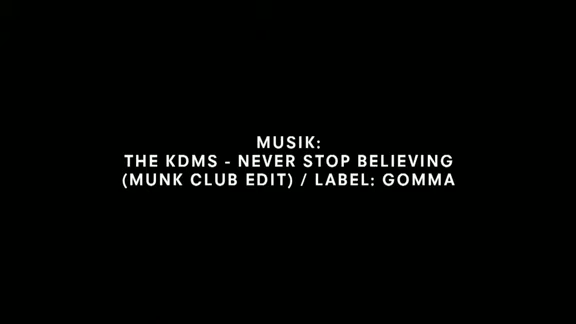 MUSIK:
THE KDMS - NEVER STOP BELIEVING
(MUNK CLUB EDIT) / LABEL: GOMMA